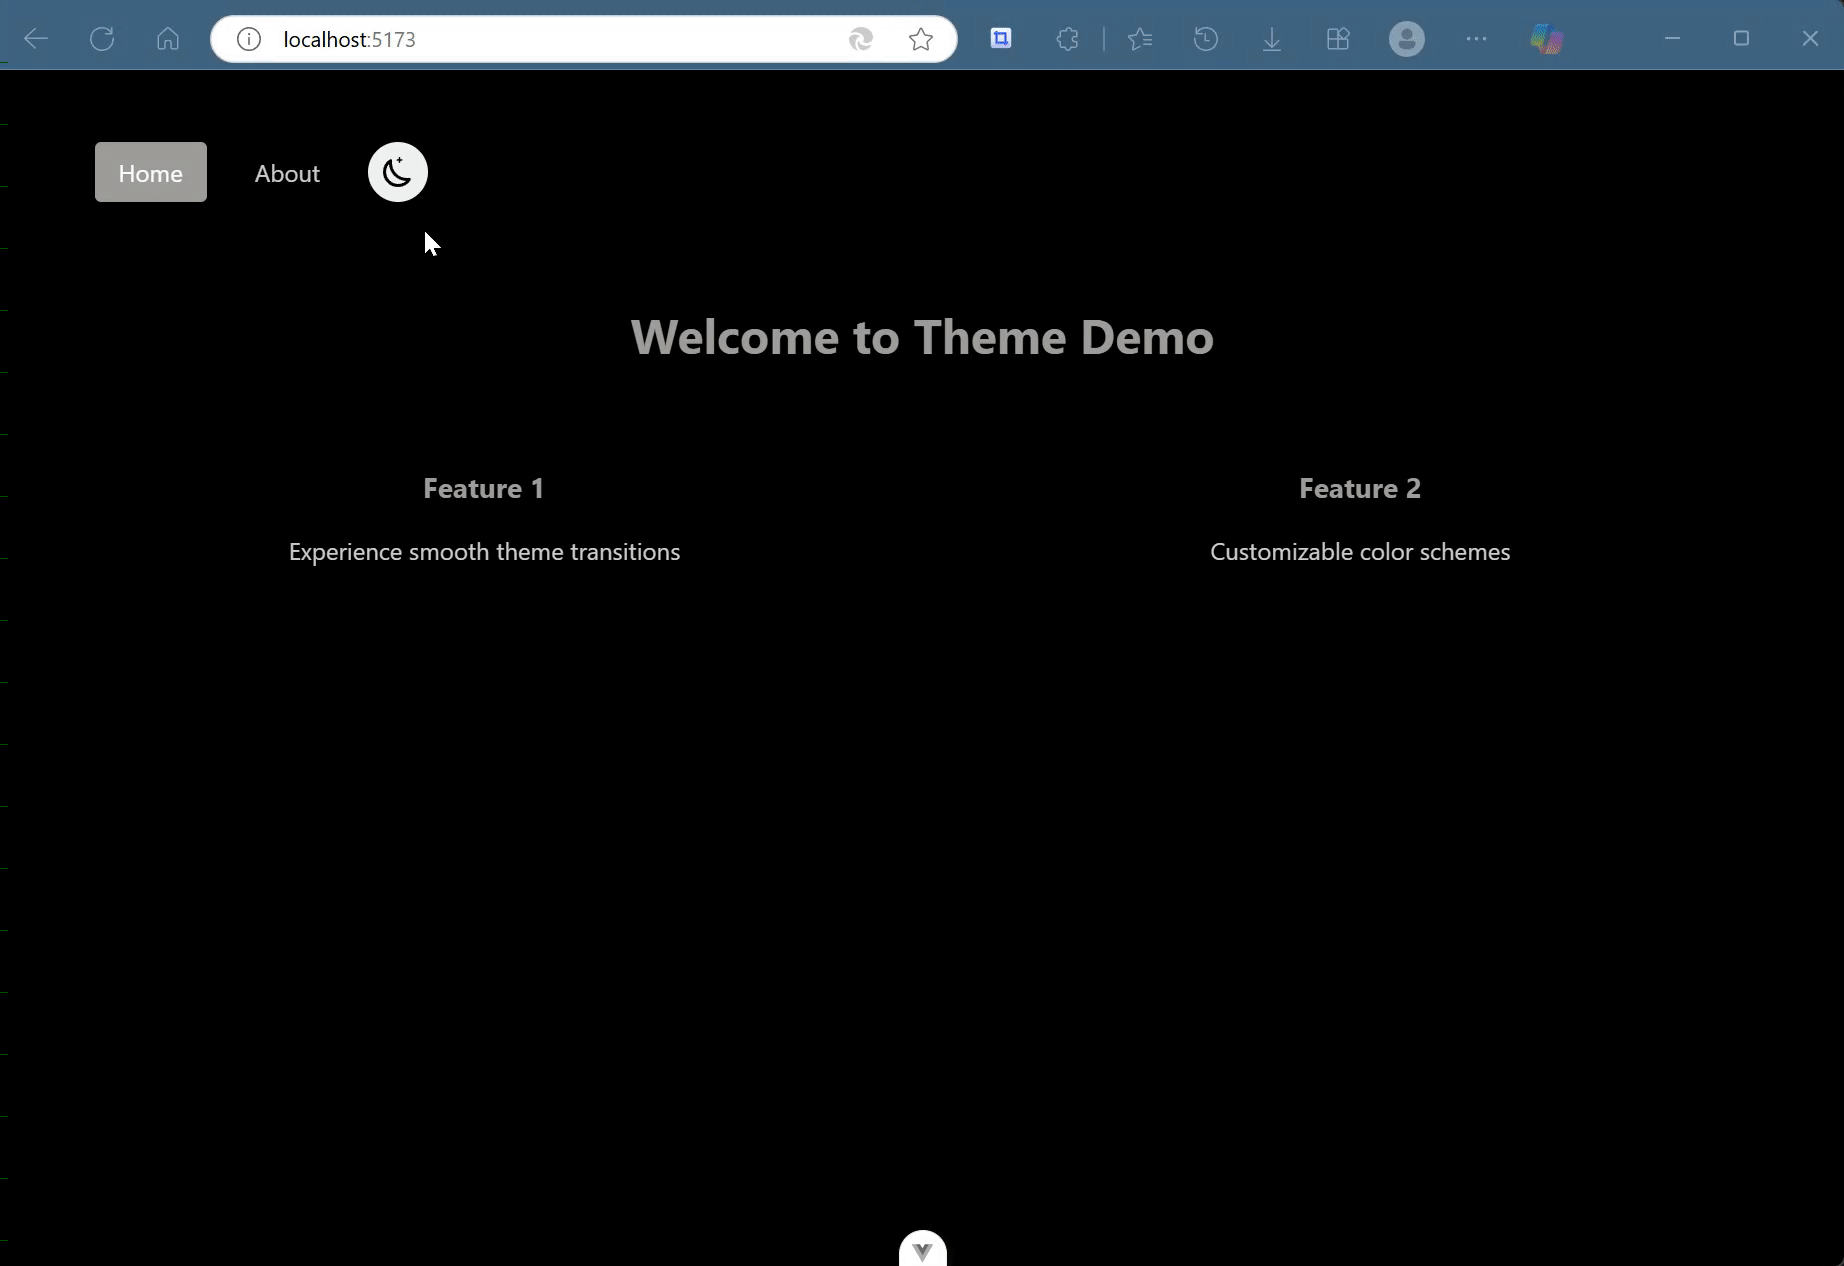 localhost:5173
Home About
Welcome to Theme Demo
Feature 1 Feature 2
Experience smooth theme transitions Customizable color schemes